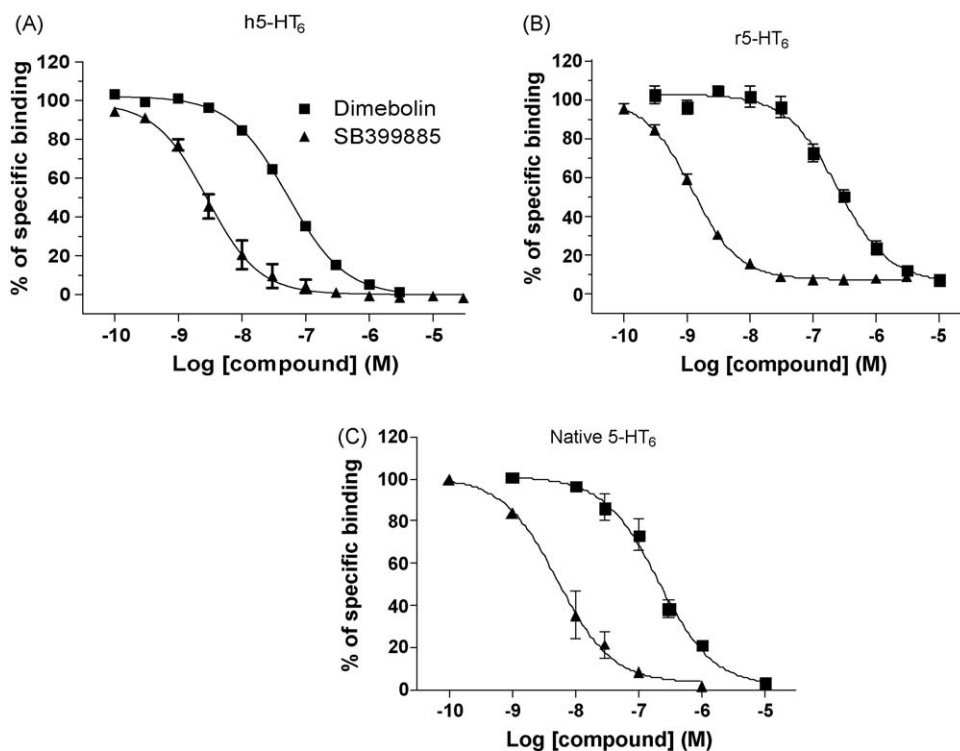 (A)
h5-HT₆
120
100
80
60
40
20
0
% of specific binding
■ Dimebolin
▲ SB399885
-10 -9 -8 -7 -6 -5
Log [compound] (M)
(B)
r5-HT₆
120
100
80
60
40
20
0
% of specific binding
-10 -9 -8 -7 -6 -5
Log [compound] (M)
(C)
Native 5-HT₆
120
100
80
60
40
20
0
% of specific binding
-10 -9 -8 -7 -6 -5
Log [compound] (M)